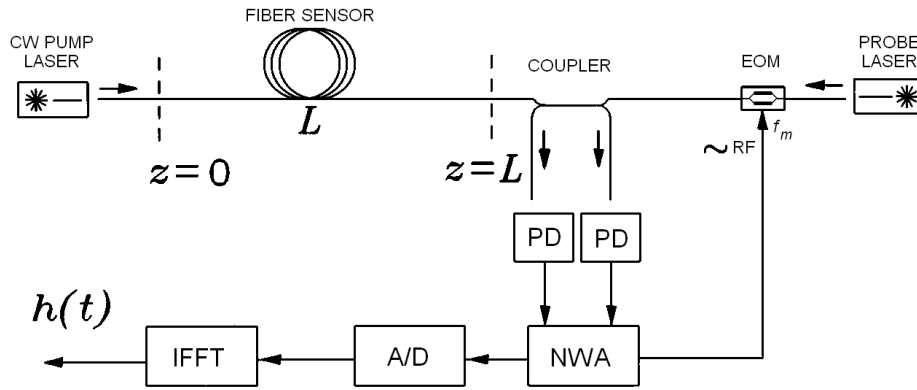 FIBER SENSOR
CW PUMP
LASER
COUPLER
EOM
PROBE
LASER
L
f_m
~ RF
z=0
z=L
PD
PD
h(t)
IFFT
A/D
NWA